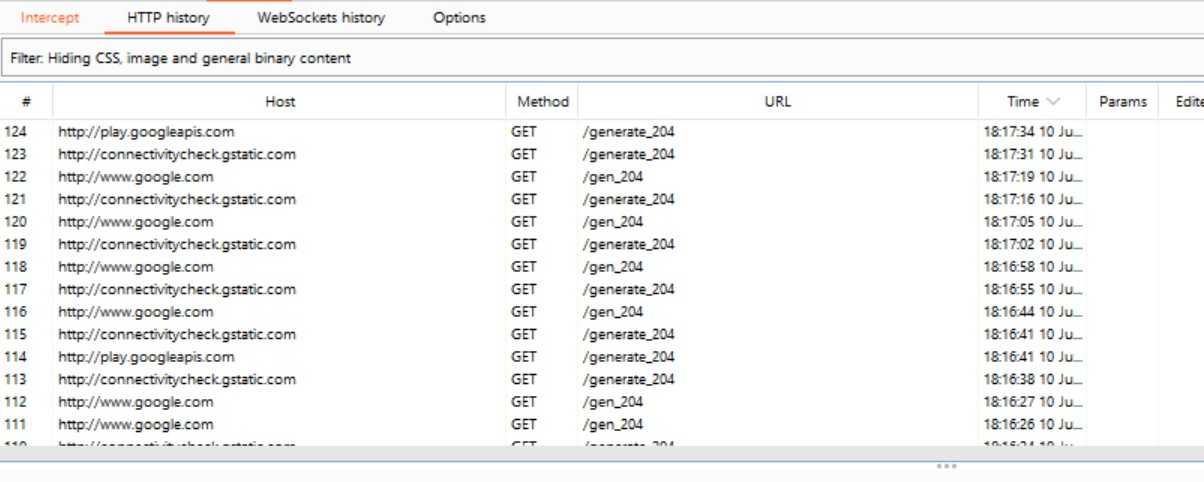 Intercept HTTP history WebSockets history Options
Filter: Hiding CSS, image and general binary content
# Host Method URL Time Params Edite
124 http://play.googleapis.com GET /generate_204 18:17:34 10 Ju...
123 http://connectivitycheck.gstatic.com GET /generate_204 18:17:31 10 Ju...
122 http://www.google.com GET /gen_204 18:17:19 10 Ju...
121 http://connectivitycheck.gstatic.com GET /generate_204 18:17:16 10 Ju...
120 http://www.google.com GET /gen_204 18:17:05 10 Ju...
119 http://connectivitycheck.gstatic.com GET /generate_204 18:17:02 10 Ju...
118 http://www.google.com GET /gen_204 18:16:58 10 Ju...
117 http://connectivitycheck.gstatic.com GET /generate_204 18:16:55 10 Ju...
116 http://www.google.com GET /gen_204 18:16:44 10 Ju...
115 http://connectivitycheck.gstatic.com GET /generate_204 18:16:41 10 Ju...
114 http://play.googleapis.com GET /generate_204 18:16:41 10 Ju...
113 http://connectivitycheck.gstatic.com GET /generate_204 18:16:38 10 Ju...
112 http://www.google.com GET /gen_204 18:16:27 10 Ju...
111 http://www.google.com GET /gen_204 18:16:26 10 Ju...